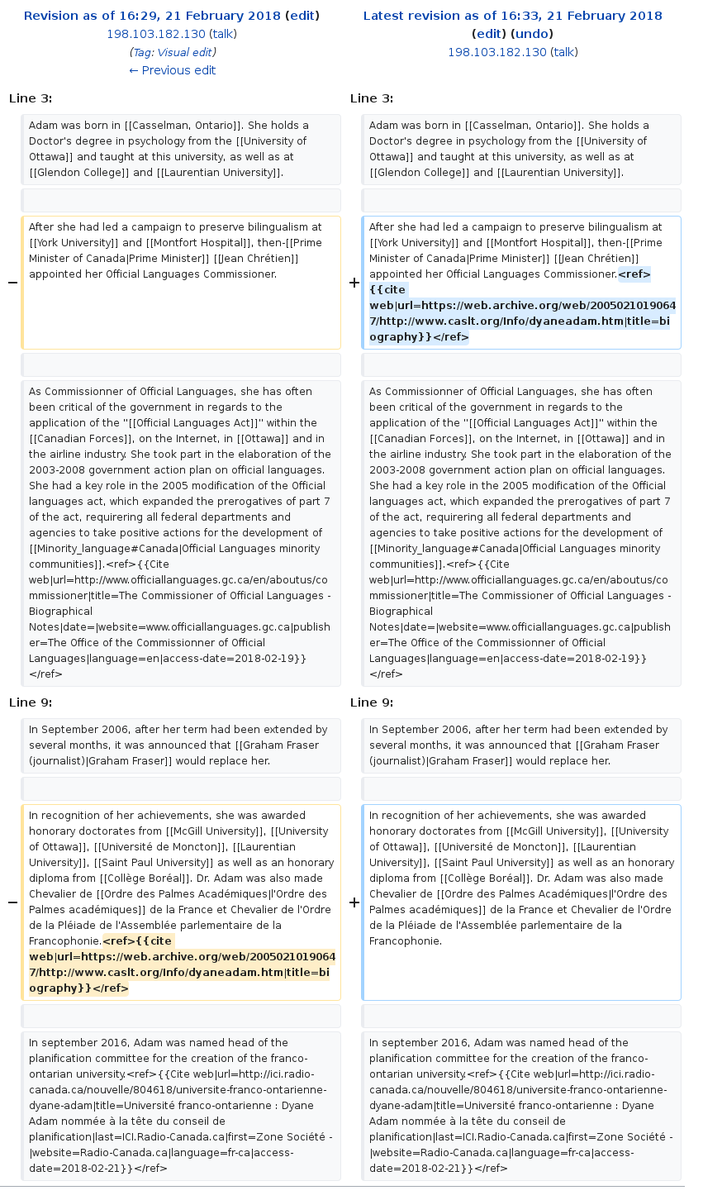 Revision as of 16:29, 21 February 2018 (edit)
198.103.182.130 (talk)
(Tag: Visual edit)
← Previous edit
Latest revision as of 16:33, 21 February 2018
(edit) (undo)
198.103.182.130 (talk)
Line 3:
Line 3:
Adam was born in [[Casselman, Ontario]]. She holds a
Doctor's degree in psychology from the [[University of
Ottawa]] and taught at this university, as well as at
[[Glendon College]] and [[Laurentian University]].
Adam was born in [[Casselman, Ontario]]. She holds a
Doctor's degree in psychology from the [[University of
Ottawa]] and taught at this university, as well as at
[[Glendon College]] and [[Laurentian University]].
−
After she had led a campaign to preserve bilingualism at
[[York University]] and [[Montfort Hospital]], then-[[Prime
Minister of Canada|Prime Minister]] [[Jean Chrétien]]
appointed her Official Languages Commissioner.
+
After she had led a campaign to preserve bilingualism at
[[York University]] and [[Montfort Hospital]], then-[[Prime
Minister of Canada|Prime Minister]] [[Jean Chrétien]]
appointed her Official Languages Commissioner.<ref>
{{cite
web|url=https://web.archive.org/web/2005021019064
7/http://www.caslt.org/Info/dyaneadam.htm|title=bi
ography}}</ref>
As Commissionner of Official Languages, she has often
been critical of the government in regards to the
application of the "[[Official Languages Act]]" within the
[[Canadian Forces]], on the Internet, in [[Ottawa]] and in
the airline industry. She took part in the elaboration of the
2003-2008 government action plan on official languages.
She had a key role in the 2005 modification of the Official
languages act, which expanded the prerogatives of part 7
of the act, requirering all federal departments and
agencies to take positive actions for the development of
[[Minority_language#Canada|Official Languages minority
communities]].<ref>{{Cite
web|url=http://www.officiallanguages.gc.ca/en/aboutus/co
mmissioner|title=The Commissioner of Official Languages -
Biographical
Notes|date=|website=www.officiallanguages.gc.ca|publish
er=The Office of the Commissionner of Official
Languages|language=en|access-date=2018-02-19}}
</ref>
As Commissionner of Official Languages, she has often
been critical of the government in regards to the
application of the "[[Official Languages Act]]" within the
[[Canadian Forces]], on the Internet, in [[Ottawa]] and in
the airline industry. She took part in the elaboration of the
2003-2008 government action plan on official languages.
She had a key role in the 2005 modification of the Official
languages act, which expanded the prerogatives of part 7
of the act, requirering all federal departments and
agencies to take positive actions for the development of
[[Minority_language#Canada|Official Languages minority
communities]].<ref>{{Cite
web|url=http://www.officiallanguages.gc.ca/en/aboutus/co
mmissioner|title=The Commissioner of Official Languages -
Biographical
Notes|date=|website=www.officiallanguages.gc.ca|publish
er=The Office of the Commissionner of Official
Languages|language=en|access-date=2018-02-19}}
</ref>
Line 9:
Line 9:
In September 2006, after her term had been extended by
several months, it was announced that [[Graham Fraser
(journalist)|Graham Fraser]] would replace her.
In September 2006, after her term had been extended by
several months, it was announced that [[Graham Fraser
(journalist)|Graham Fraser]] would replace her.
−
In recognition of her achievements, she was awarded
honorary doctorates from [[McGill University]], [[University
of Ottawa]], [[Université de Moncton]], [[Laurentian
University]], [[Saint Paul University]] as well as an honorary
diploma from [[Collège Boréal]]. Dr. Adam was also made
Chevalier de [[Ordre des Palmes Académiques|l'Ordre des
Palmes académiques]] de la France et Chevalier de l'Ordre
de la Pléiade de l'Assemblée parlementaire de la
Francophonie.<ref>{{cite
web|url=https://web.archive.org/web/2005021019064
7/http://www.caslt.org/Info/dyaneadam.htm|title=bi
ography}}</ref>
+
In recognition of her achievements, she was awarded
honorary doctorates from [[McGill University]], [[University
of Ottawa]], [[Université de Moncton]], [[Laurentian
University]], [[Saint Paul University]] as well as an honorary
diploma from [[Collège Boréal]]. Dr. Adam was also made
Chevalier de [[Ordre des Palmes Académiques|l'Ordre des
Palmes académiques]] de la France et Chevalier de l'Ordre
de la Pléiade de l'Assemblée parlementaire de la
Francophonie.
In september 2016, Adam was named head of the
planification committee for the creation of the franco-
ontarian university.<ref>{{Cite web|url=http://ici.radio-
canada.ca/nouvelle/804618/universite-franco-ontarienne-
dyane-adam|title=Université franco-ontarienne : Dyane
Adam nommée à la tête du conseil de
planification|last=ICI.Radio-Canada.ca|first=Zone Société -
|website=Radio-Canada.ca|language=fr-ca|access-
date=2018-02-21}}</ref>
In september 2016, Adam was named head of the
planification committee for the creation of the franco-
ontarian university.<ref>{{Cite web|url=http://ici.radio-
canada.ca/nouvelle/804618/universite-franco-ontarienne-
dyane-adam|title=Université franco-ontarienne : Dyane
Adam nommée à la tête du conseil de
planification|last=ICI.Radio-Canada.ca|first=Zone Société -
|website=Radio-Canada.ca|language=fr-ca|access-
date=2018-02-21}}</ref>